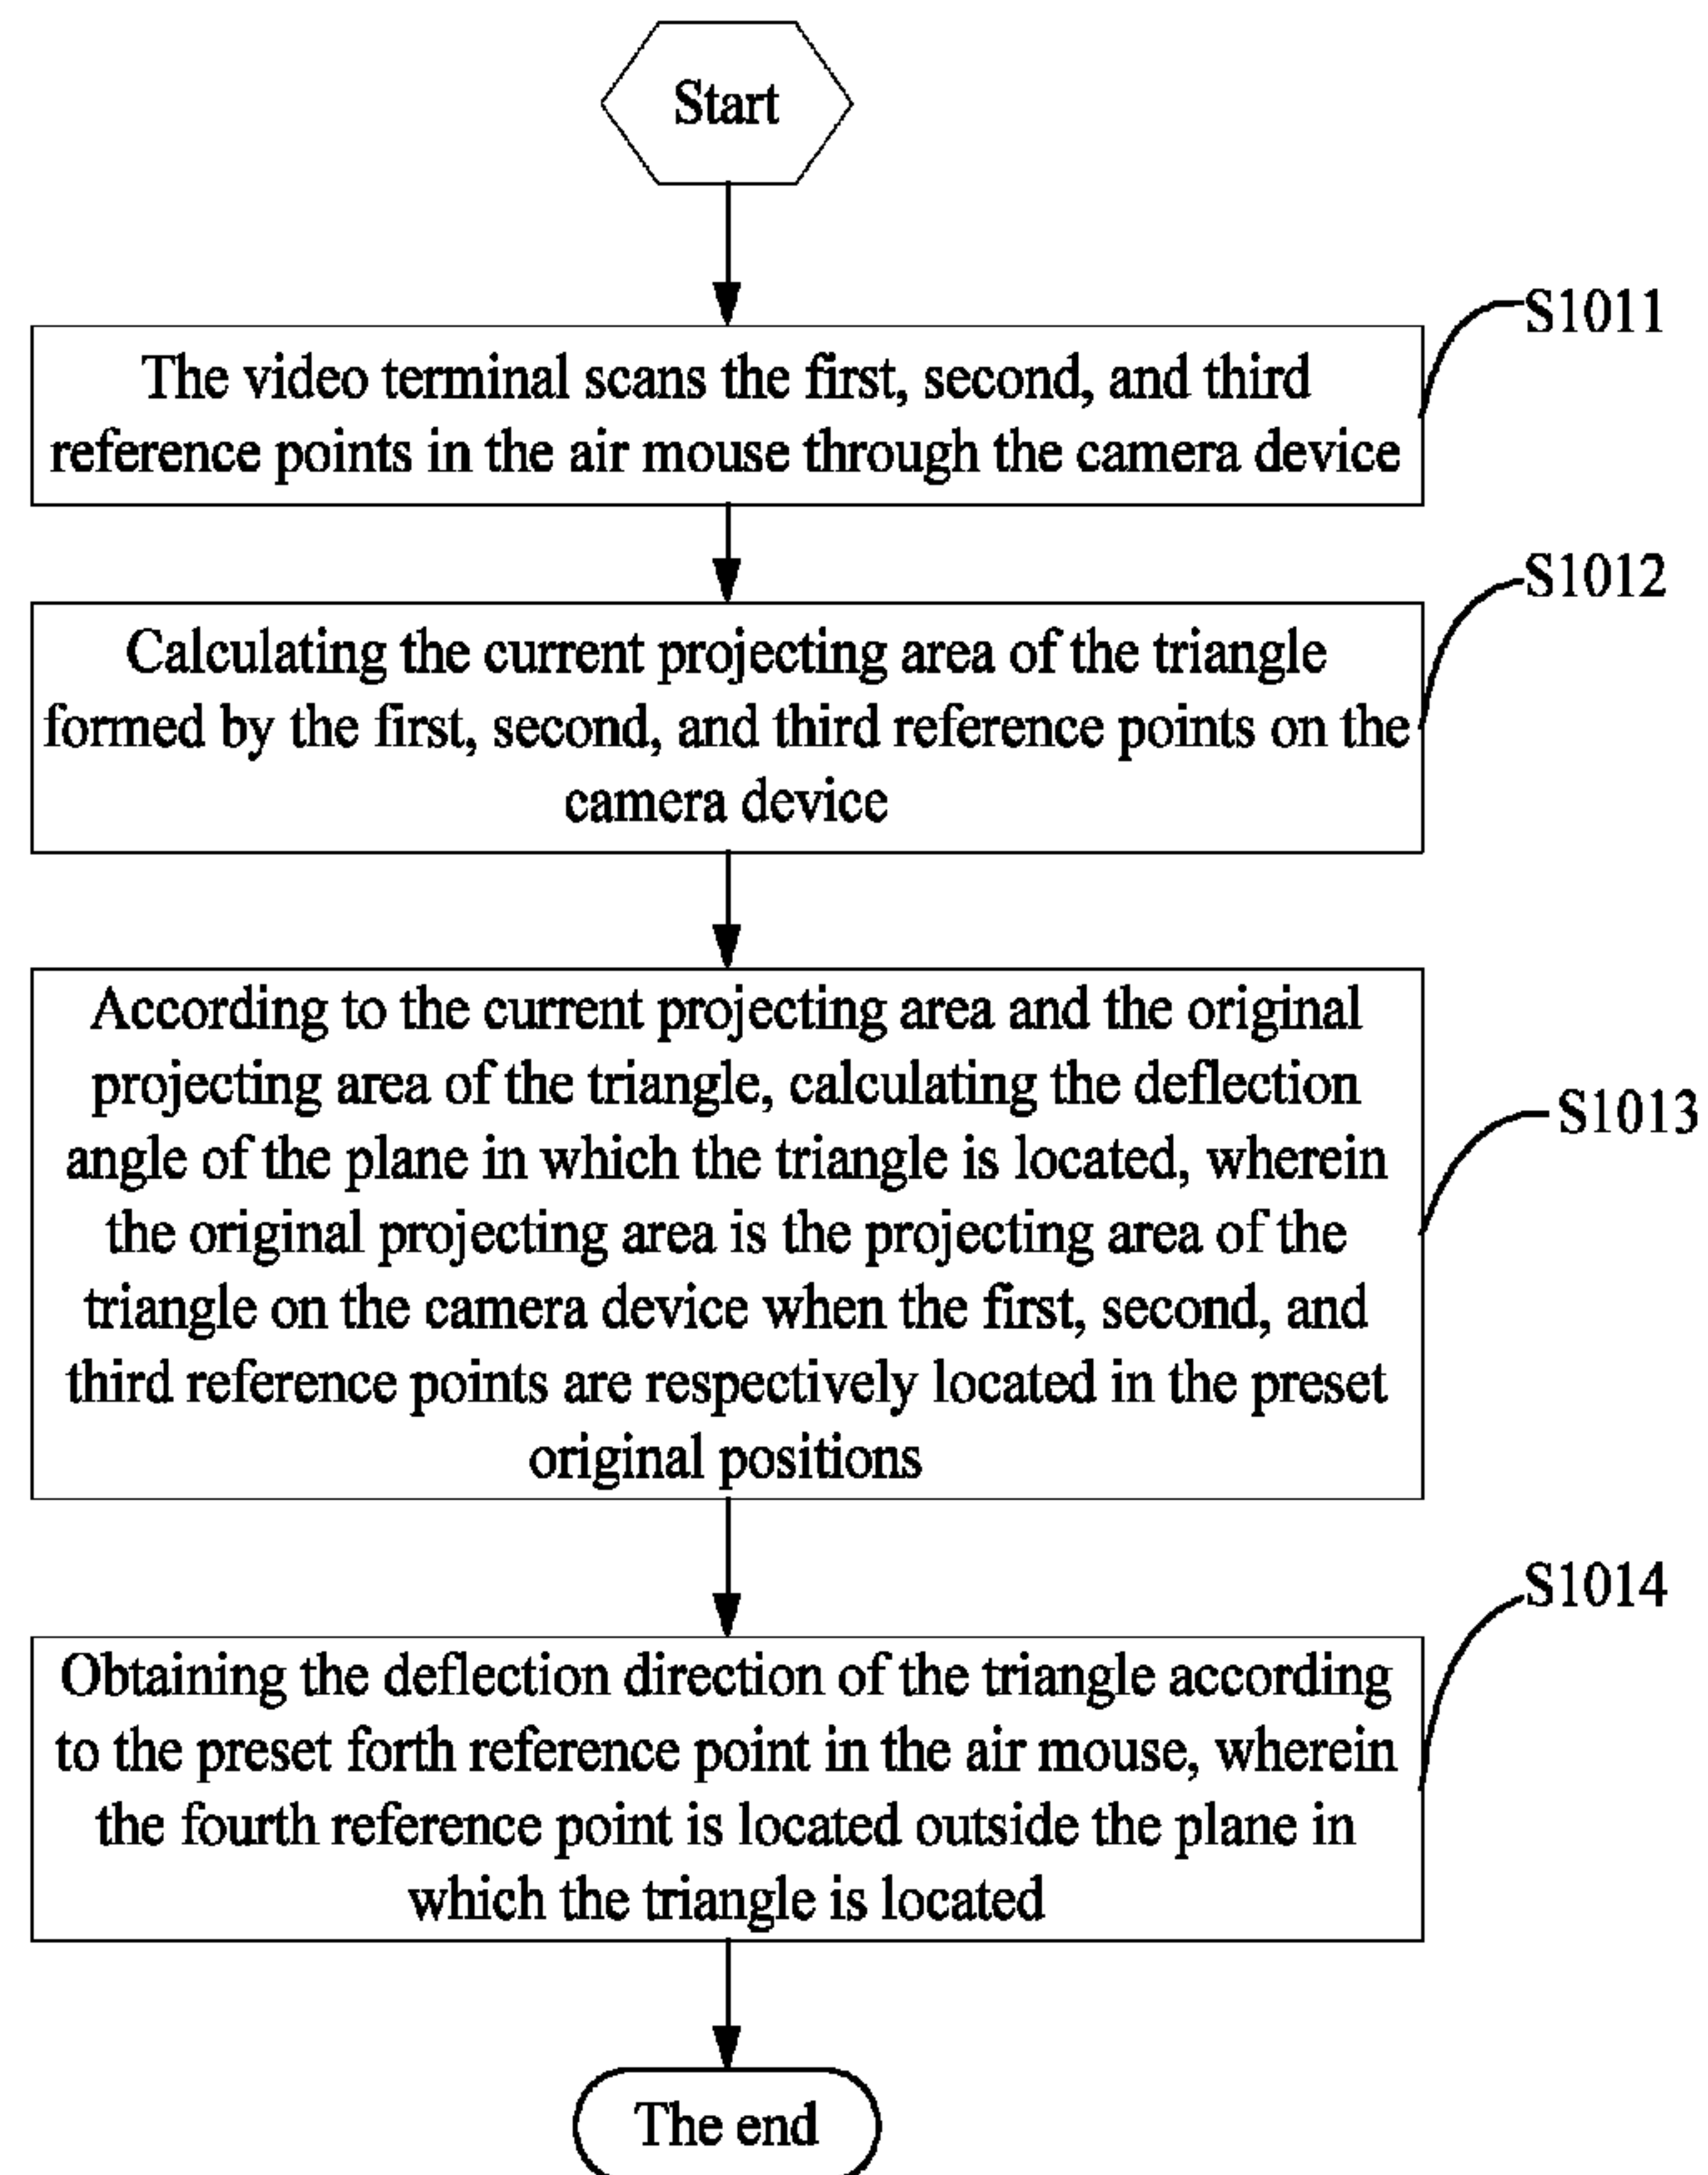 Start
S1011
The video terminal scans the first, second, and third
reference points in the air mouse through the camera device
S1012
Calculating the current projecting area of the triangle
formed by the first, second, and third reference points on the
camera device
According to the current projecting area and the original
projecting area of the triangle, calculating the deflection
angle of the plane in which the triangle is located, wherein
the original projecting area is the projecting area of the
triangle on the camera device when the first, second, and
third reference points are respectively located in the preset
original positions
S1013
S1014
Obtaining the deflection direction of the triangle according
to the preset forth reference point in the air mouse, wherein
the fourth reference point is located outside the plane in
which the triangle is located
The end